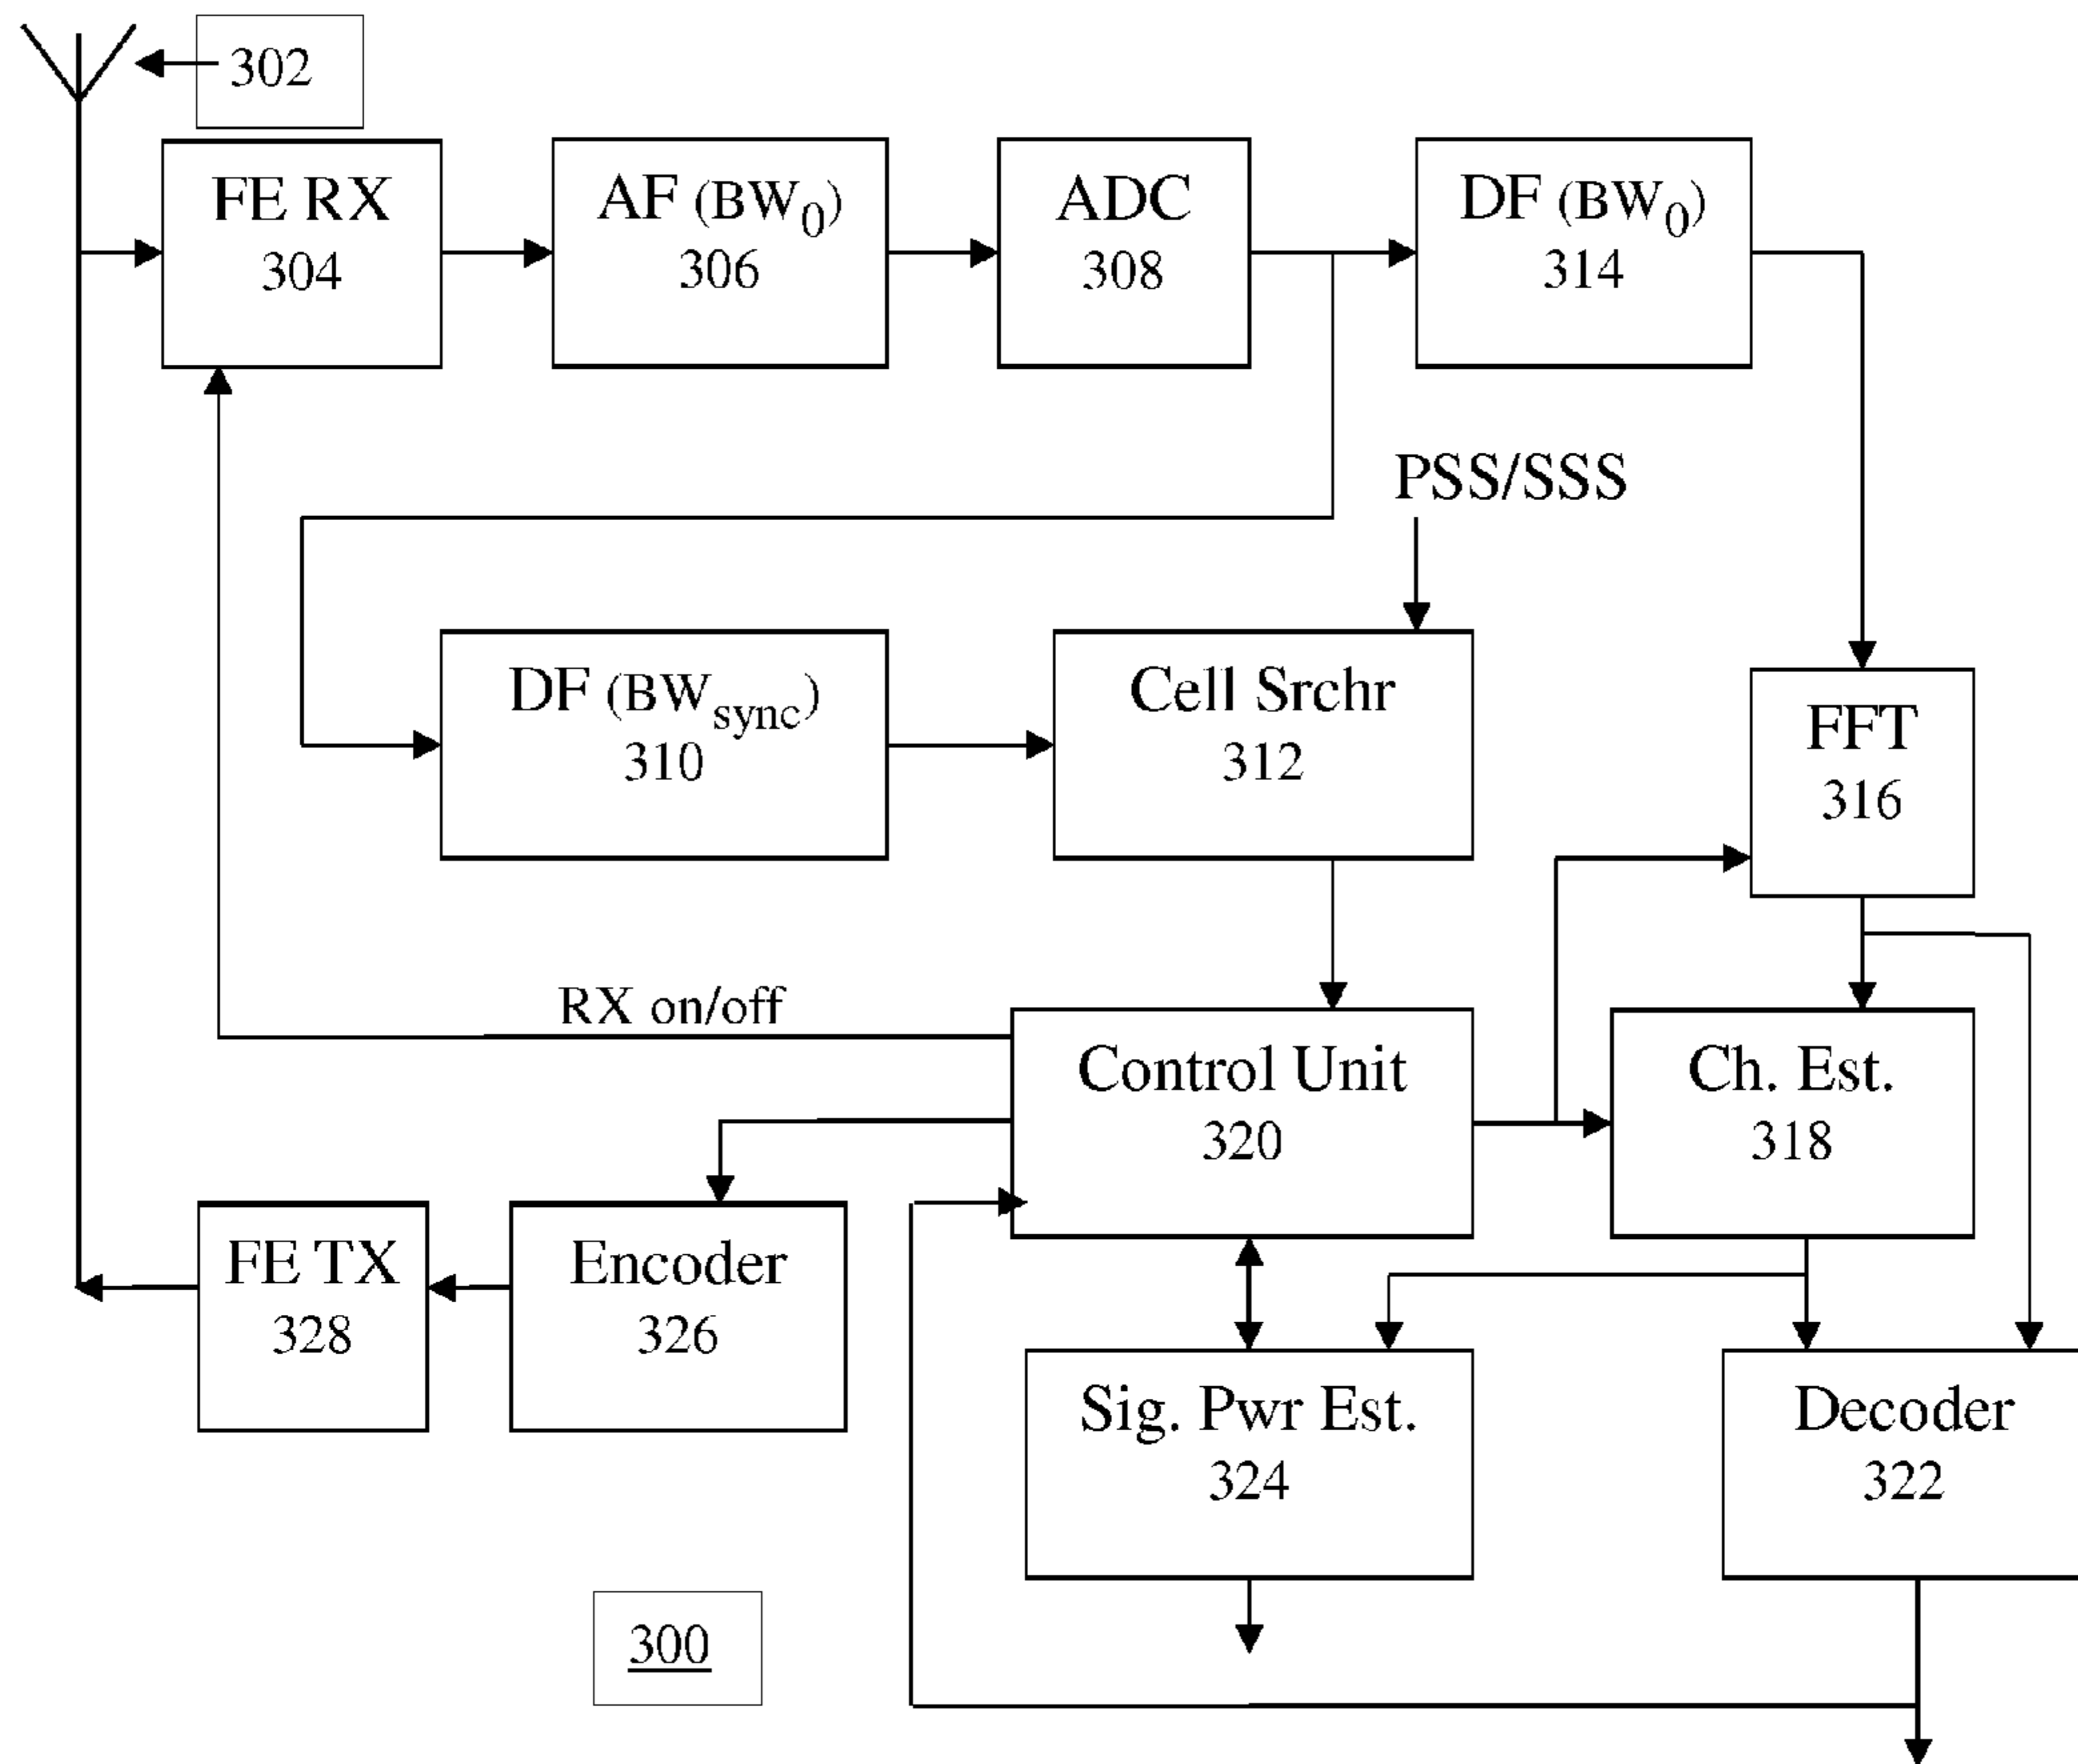 302
FE RX
304
AF (BW0)
306
ADC
308
DF (BW0)
314
PSS/SSS
DF (BWsync)
310
Cell Srchr
312
FFT
316
RX on/off
Control Unit
320
Ch. Est.
318
FE TX
328
Encoder
326
Sig. Pwr Est.
324
Decoder
322
300